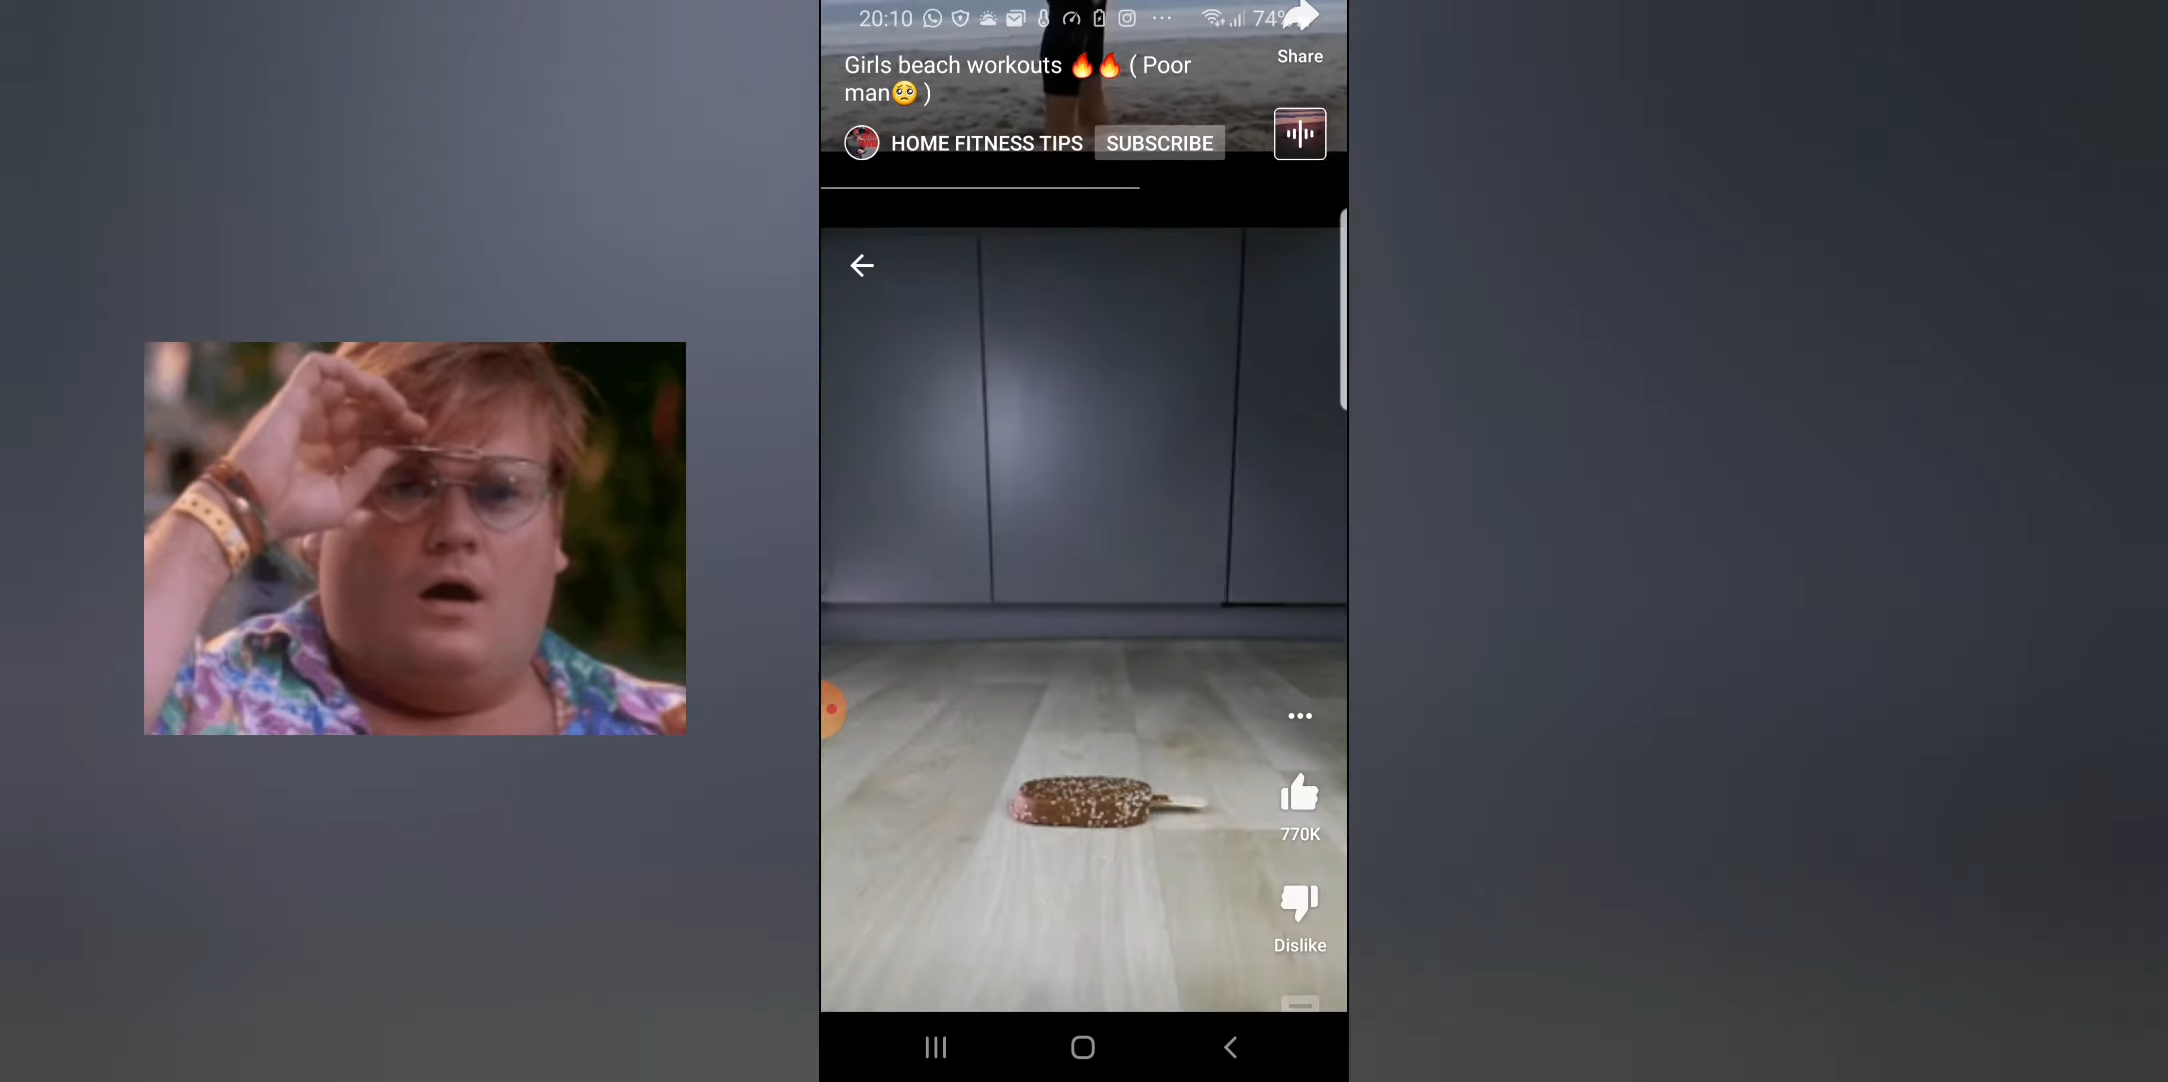 20:10
74%
Share
Girls beach workouts 🔥🔥 ( Poor
man🥺 )
HOME FITNESS TIPS SUBSCRIBE
770K
Dislike